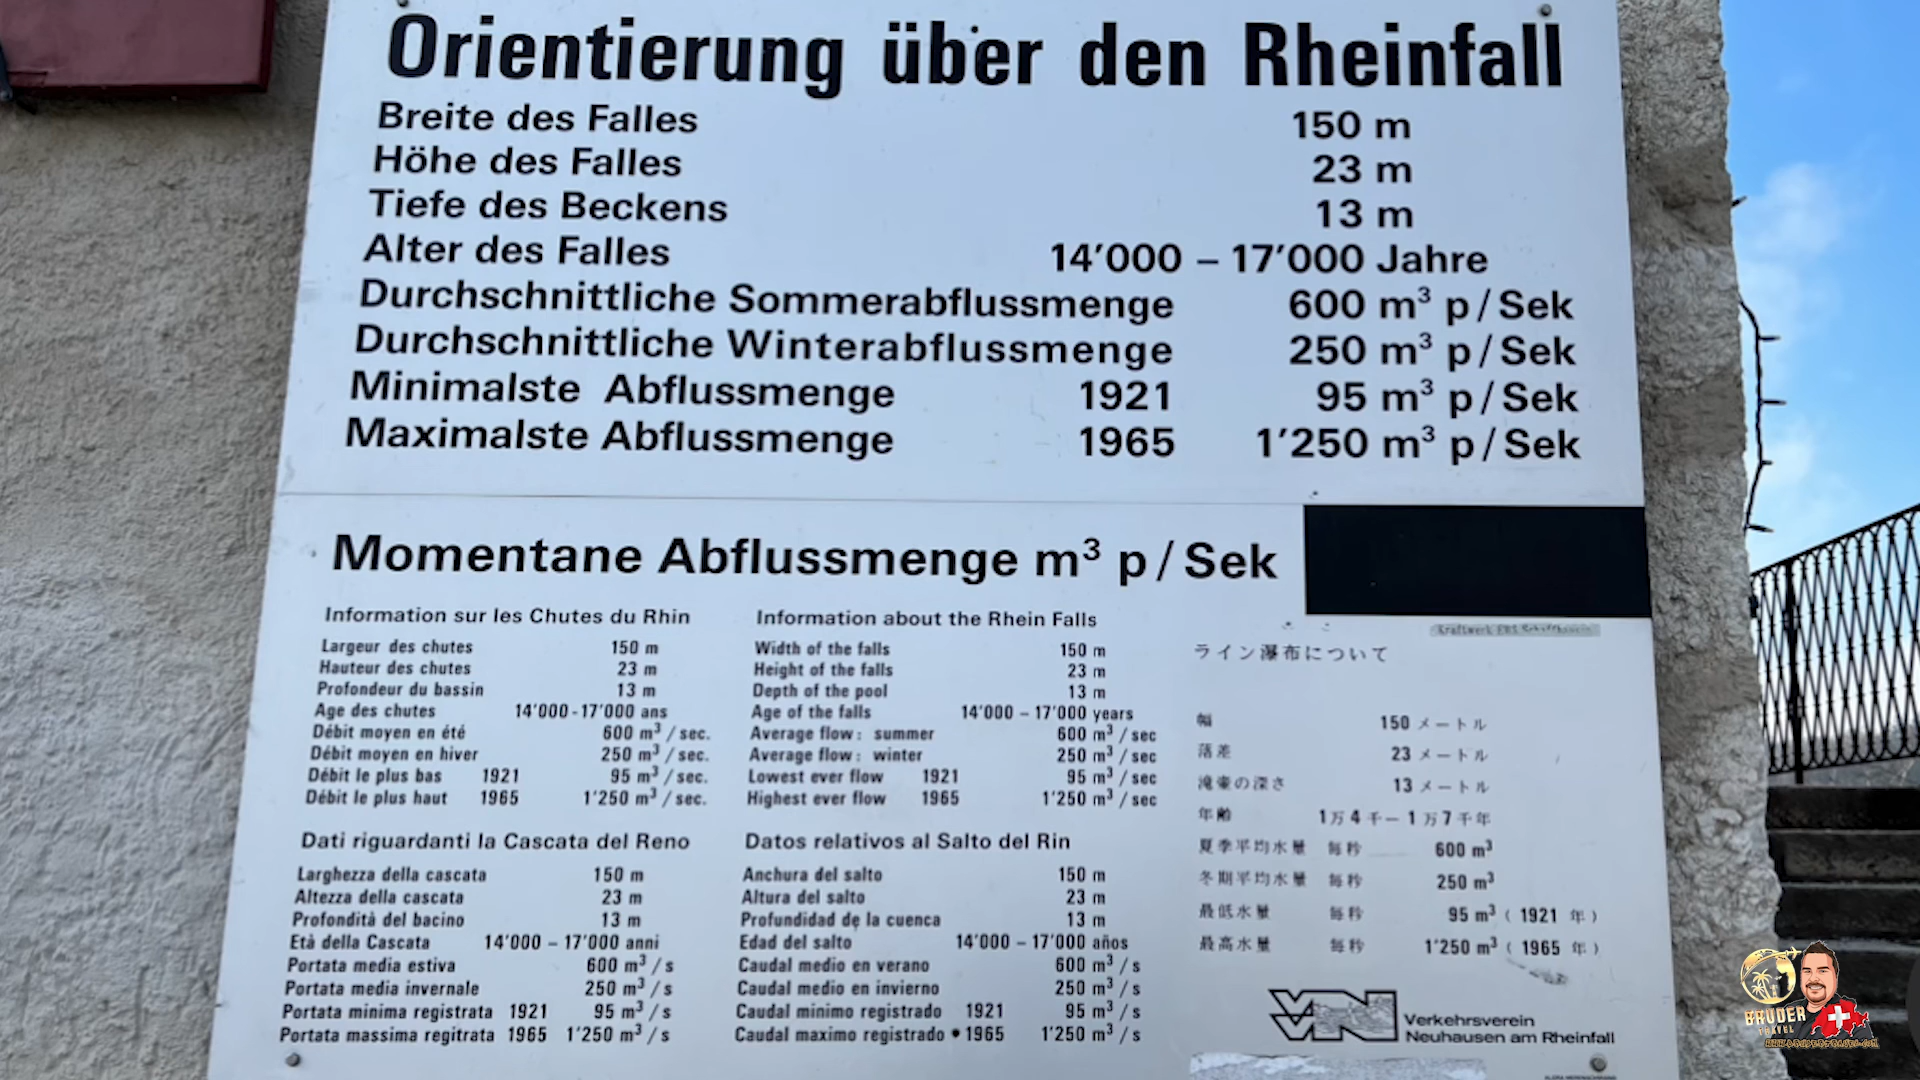 Orientierung über den Rheinfall
Breite des Falles 150 m
Höhe des Falles 23 m
Tiefe des Beckens 13 m
Alter des Falles 14'000 – 17'000 Jahre
Durchschnittliche Sommerabflussmenge 600 m³ p/Sek
Durchschnittliche Winterabflussmenge 250 m³ p/Sek
Minimalste Abflussmenge 1921 95 m³ p/Sek
Maximalste Abflussmenge 1965 1'250 m³ p/Sek
Momentane Abflussmenge m³ p/Sek
Kraftwerk
Information sur les Chutes du Rhin
Largeur des chutes 150 m
Hauteur des chutes 23 m
Profondeur du bassin 13 m
Age des chutes 14'000-17'000 ans
Débit moyen en été 600 m³/sec.
Débit moyen en hiver 250 m³/sec.
Débit le plus bas 1921 95 m³/sec.
Débit le plus haut 1965 1'250 m³/sec.
Information about the Rhein Falls
Width of the falls 150 m
Height of the falls 23 m
Depth of the pool 13 m
Age of the falls 14'000 – 17'000 years
Average flow: summer 600 m³/sec
Average flow: winter 250 m³/sec
Lowest ever flow 1921 95 m³/sec
Highest ever flow 1965 1'250 m³/sec
Dati riguardanti la Cascata del Reno
Larghezza della cascata 150 m
Altezza della cascata 23 m
Profondità del bacino 13 m
Età della Cascata 14'000 – 17'000 anni
Portata media estiva 600 m³/s
Portata media invernale 250 m³/s
Portata minima registrata 1921 95 m³/s
Portata massima regitrata 1965 1'250 m³/s
Datos relativos al Salto del Rin
Anchura del salto 150 m
Altura del salto 23 m
Profundidad de la cuenca 13 m
Edad del salto 14'000 – 17'000 años
Caudal medio en verano 600 m³/s
Caudal medio en invierno 250 m³/s
Caudal minimo registrado 1921 95 m³/s
Caudal maximo registrado 1965 1'250 m³/s
ライン瀑布について
幅 150 メートル
落差 23 メートル
滝壷の深さ 13 メートル
年齢 1万4千−1万7千年
夏季平均水量 毎秒 600 m³
冬期平均水量 毎秒 250 m³
最低水量 毎秒 95 m³ (1921 年)
最高水量 毎秒 1'250 m³ (1965 年)
VN
Verkehrsverein
Neuhausen am Rheinfall
BRUDER
TRAVEL